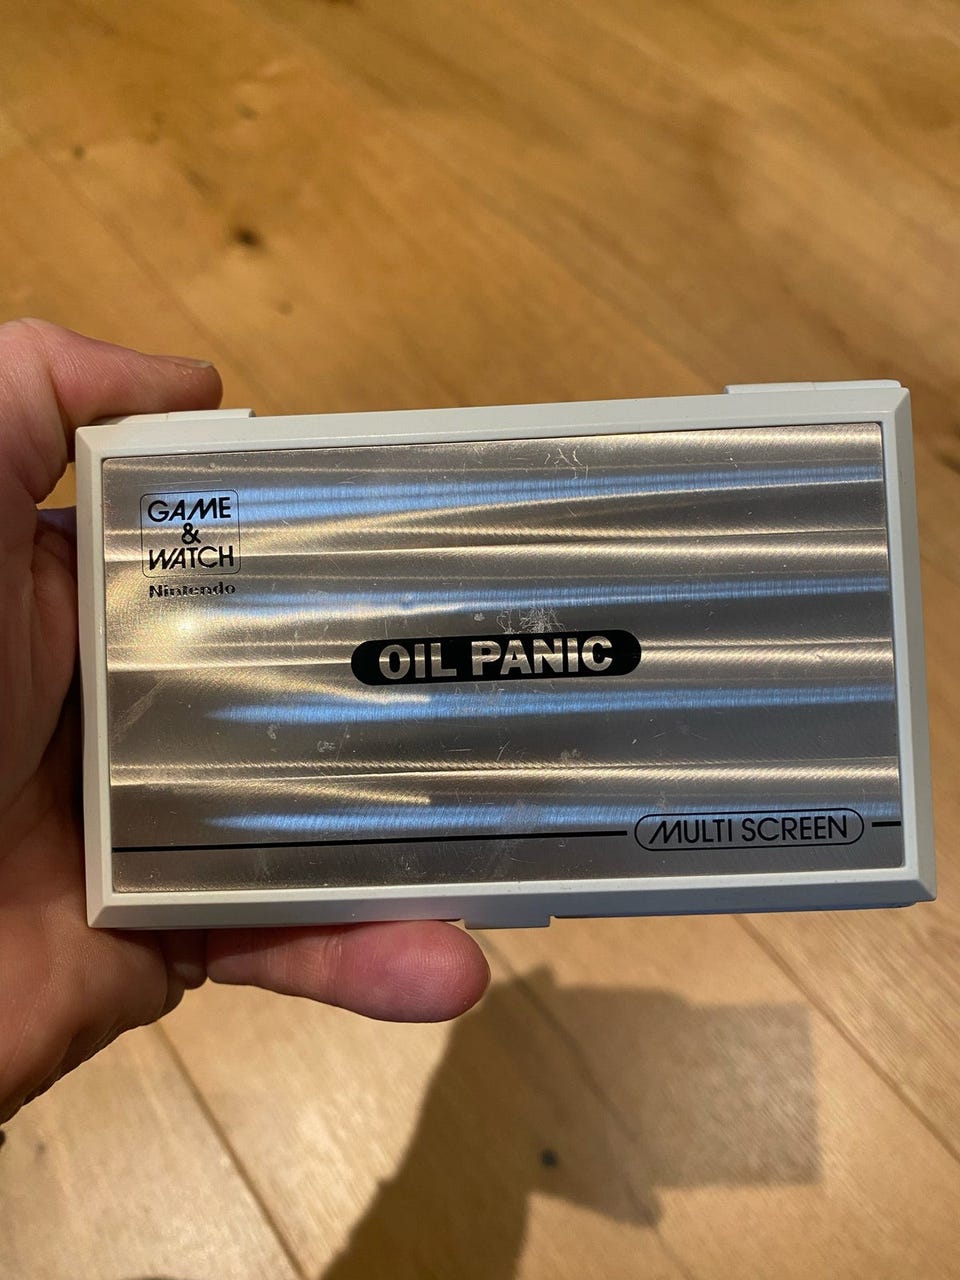 GAME
&
WATCH
Nintendo
OIL PANIC
MULTI SCREEN